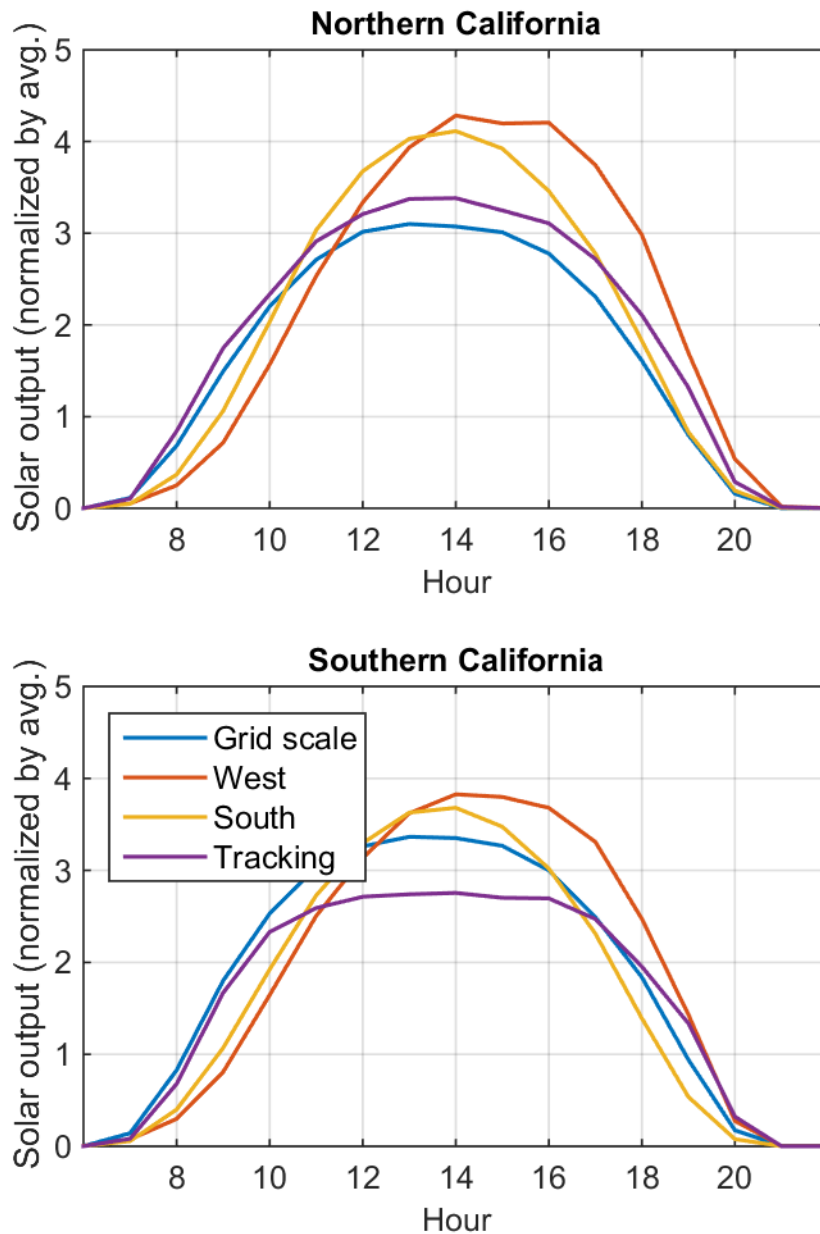 Northern California
Solar output (normalized by avg.)
5
4
3
2
1
0
8 10 12 14 16 18 20
Hour
Southern California
Solar output (normalized by avg.)
5
4
3
2
1
0
Grid scale
West
South
Tracking
8 10 12 14 16 18 20
Hour